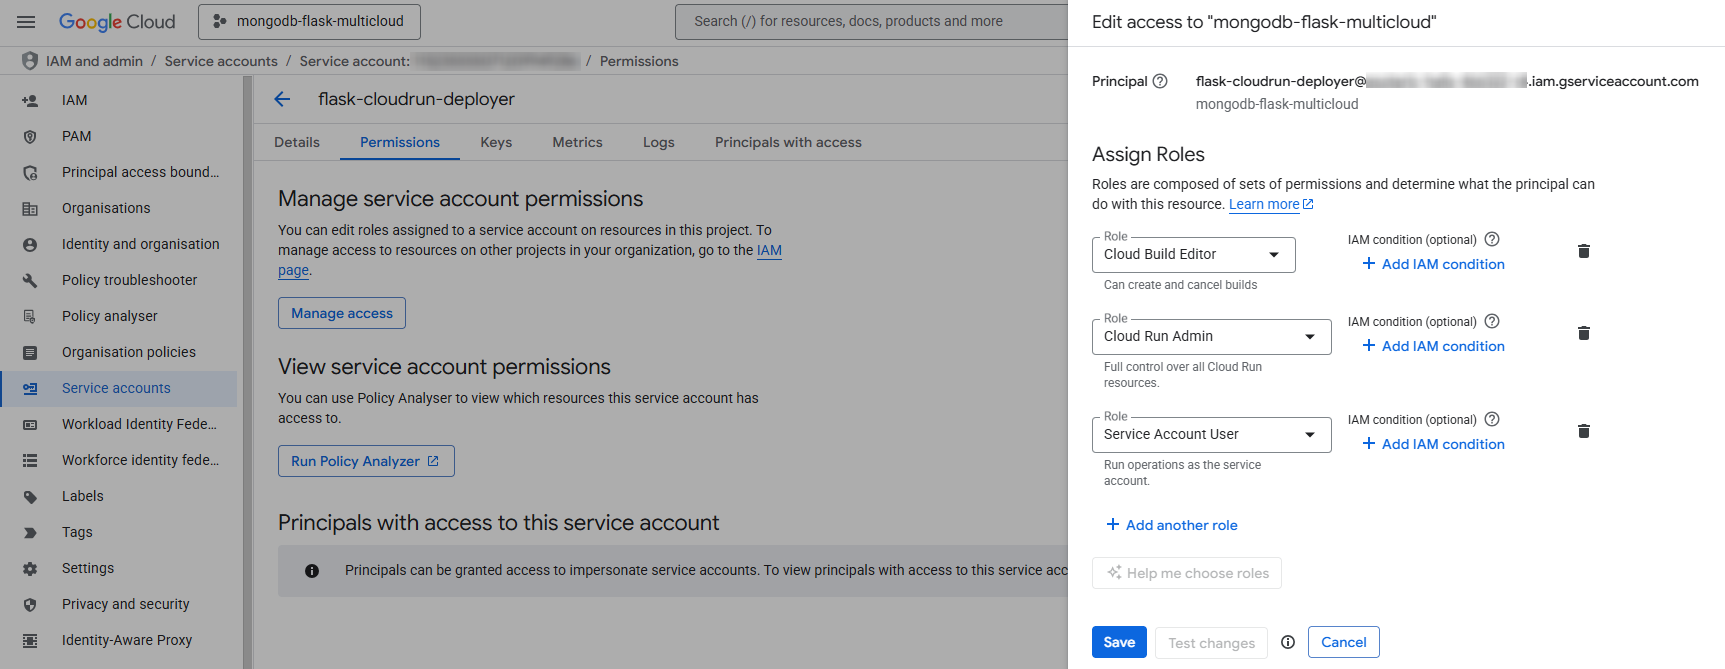 Google Cloud
mongodb-flask-multicloud
Search (/) for resources, docs, products and more
IAM and admin / Service accounts / Service account: / Permissions
IAM
PAM
Principal access bound...
Organisations
Identity and organisation
Policy troubleshooter
Policy analyser
Organisation policies
Service accounts
Workload Identity Fede...
Workforce identity fede...
Labels
Tags
Settings
Privacy and security
Identity-Aware Proxy
flask-cloudrun-deployer
Details Permissions Keys Metrics Logs Principals with access
Manage service account permissions
You can edit roles assigned to a service account on resources in this project. To
manage access to resources on other projects in your organization, go to the IAM
page.
Manage access
View service account permissions
You can use Policy Analyser to view which resources this service account has
access to.
Run Policy Analyzer
Principals with access to this service account
Principals can be granted access to impersonate service accounts. To view principals with access to this service acc
Edit access to "mongodb-flask-multicloud"
Principal flask-cloudrun-deployer@ .iam.gserviceaccount.com
mongodb-flask-multicloud
Assign Roles
Roles are composed of sets of permissions and determine what the principal can
do with this resource. Learn more
Role
Cloud Build Editor
Can create and cancel builds
IAM condition (optional)
+ Add IAM condition
Role
Cloud Run Admin
Full control over all Cloud Run
resources.
IAM condition (optional)
+ Add IAM condition
Role
Service Account User
Run operations as the service
account.
IAM condition (optional)
+ Add IAM condition
+ Add another role
Help me choose roles
Save Test changes Cancel